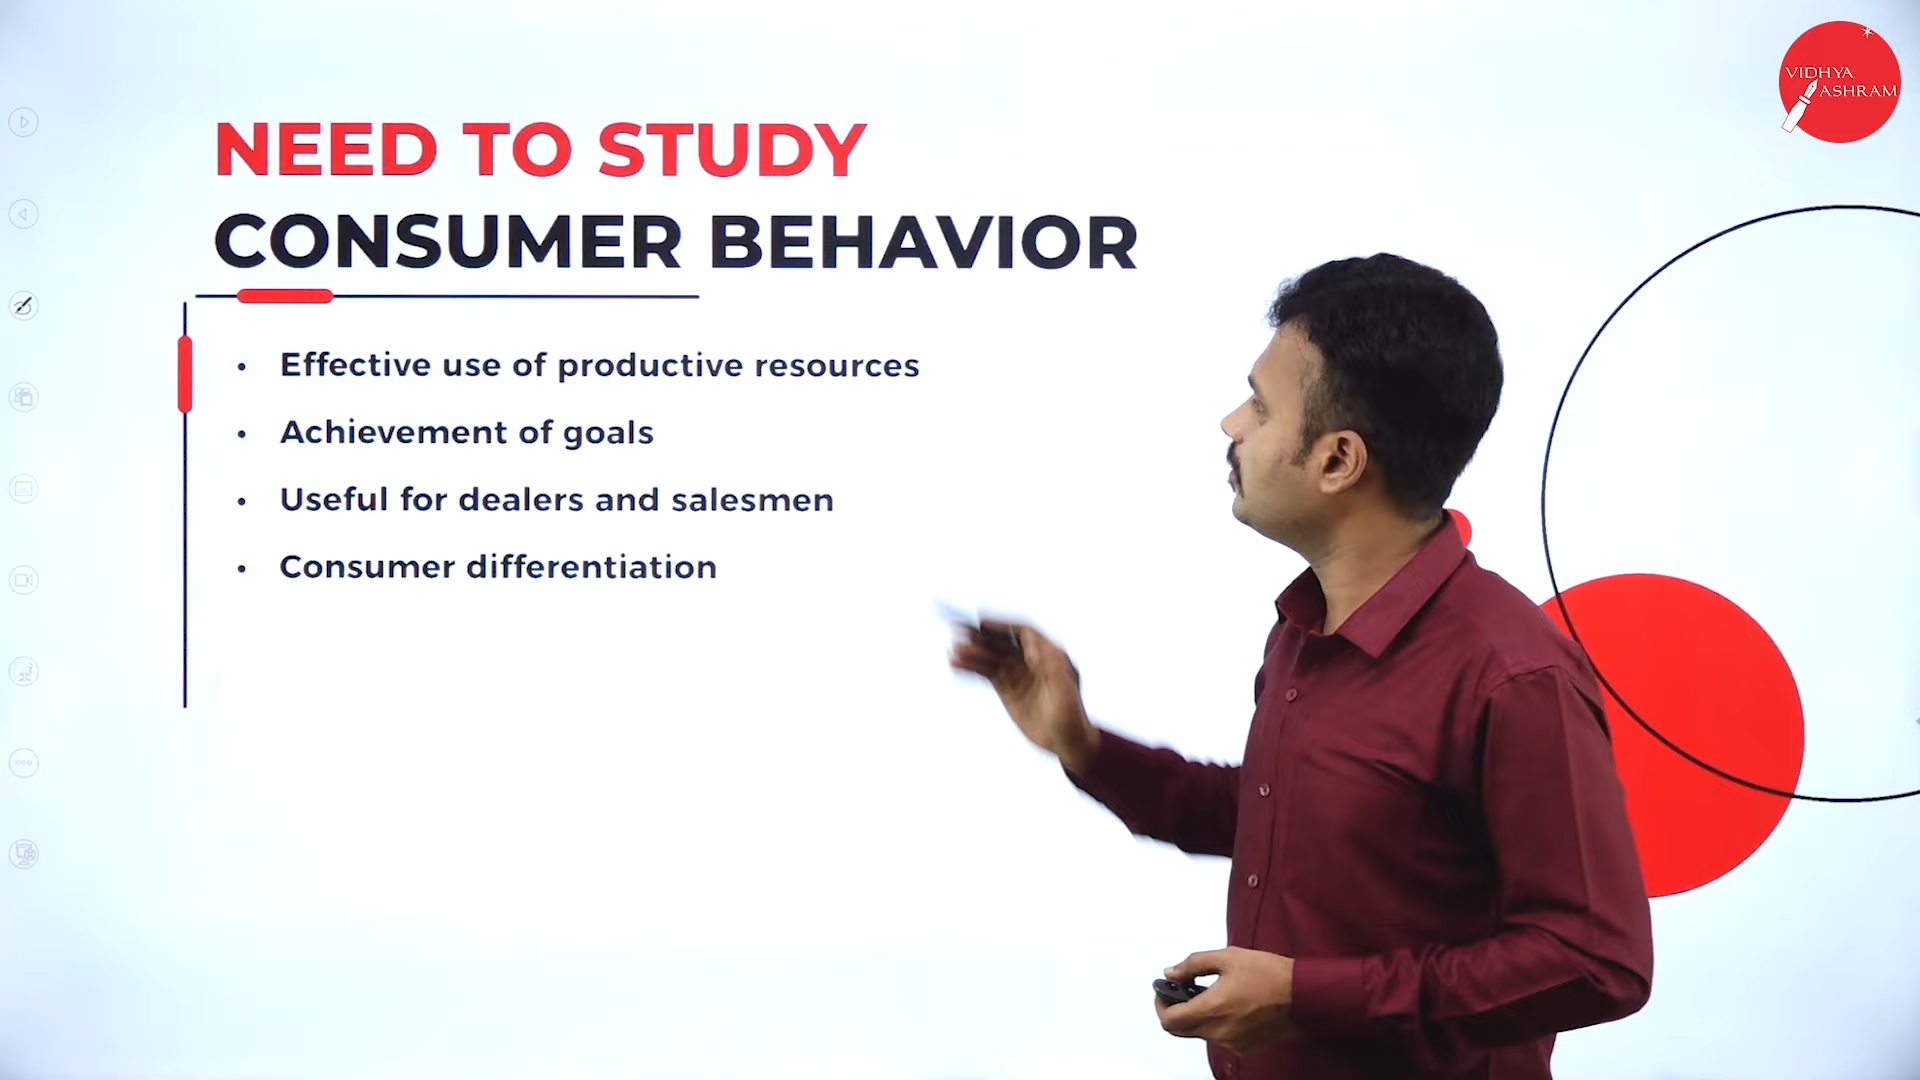 VIDHYA
ASHRAM
NEED TO STUDY
CONSUMER BEHAVIOR
• Effective use of productive resources
• Achievement of goals
• Useful for dealers and salesmen
• Consumer differentiation